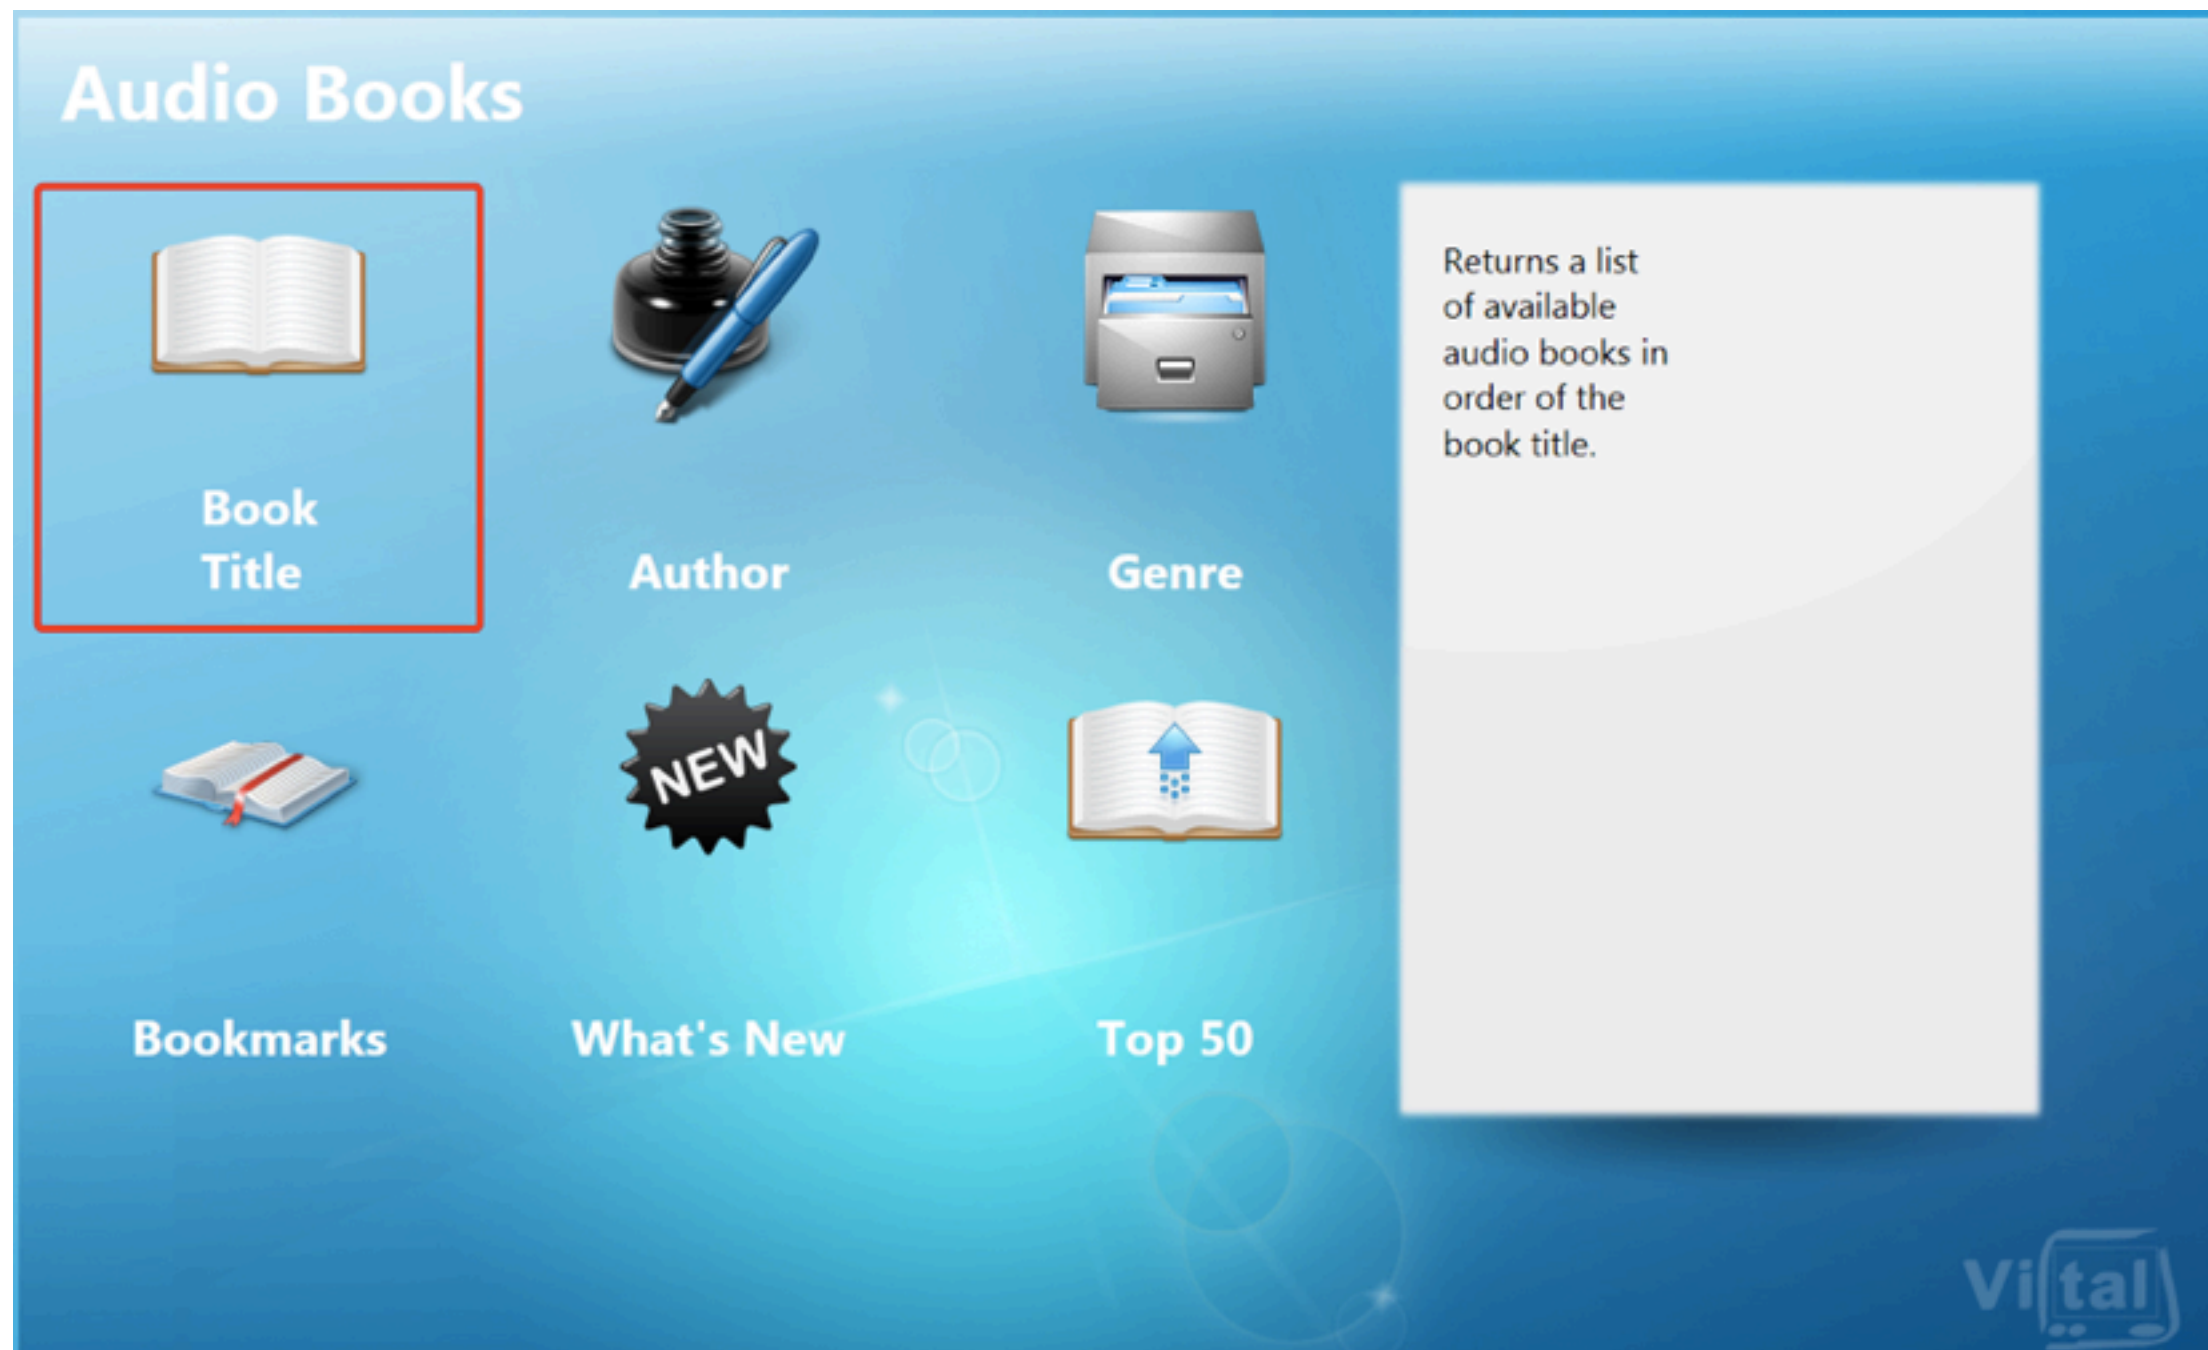 Audio Books
Book
Title
Author
Genre
NEW
Bookmarks
What's New
Top 50
Returns a list
of available
audio books in
order of the
book title.
Vital